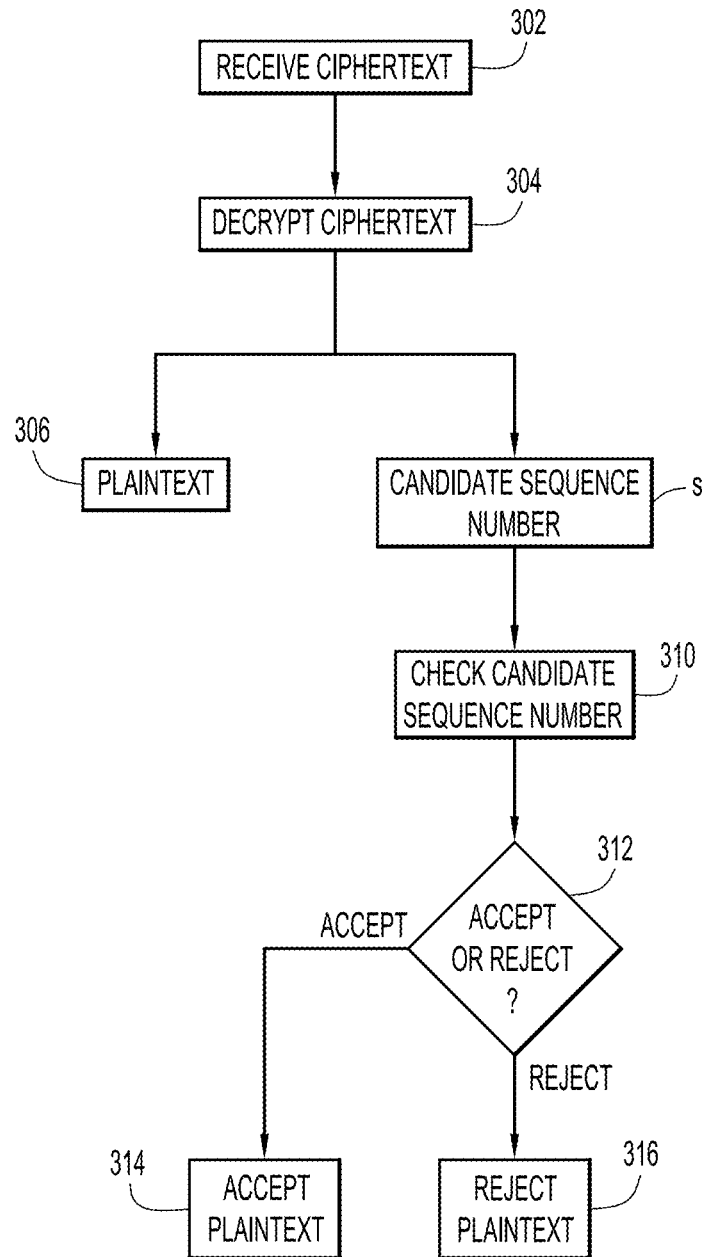 302
RECEIVE CIPHERTEXT
304
DECRYPT CIPHERTEXT
306
PLAINTEXT
CANDIDATE SEQUENCE
NUMBER
s
310
CHECK CANDIDATE
SEQUENCE NUMBER
312
ACCEPT
ACCEPT
OR REJECT
?
REJECT
314
ACCEPT
PLAINTEXT
316
REJECT
PLAINTEXT